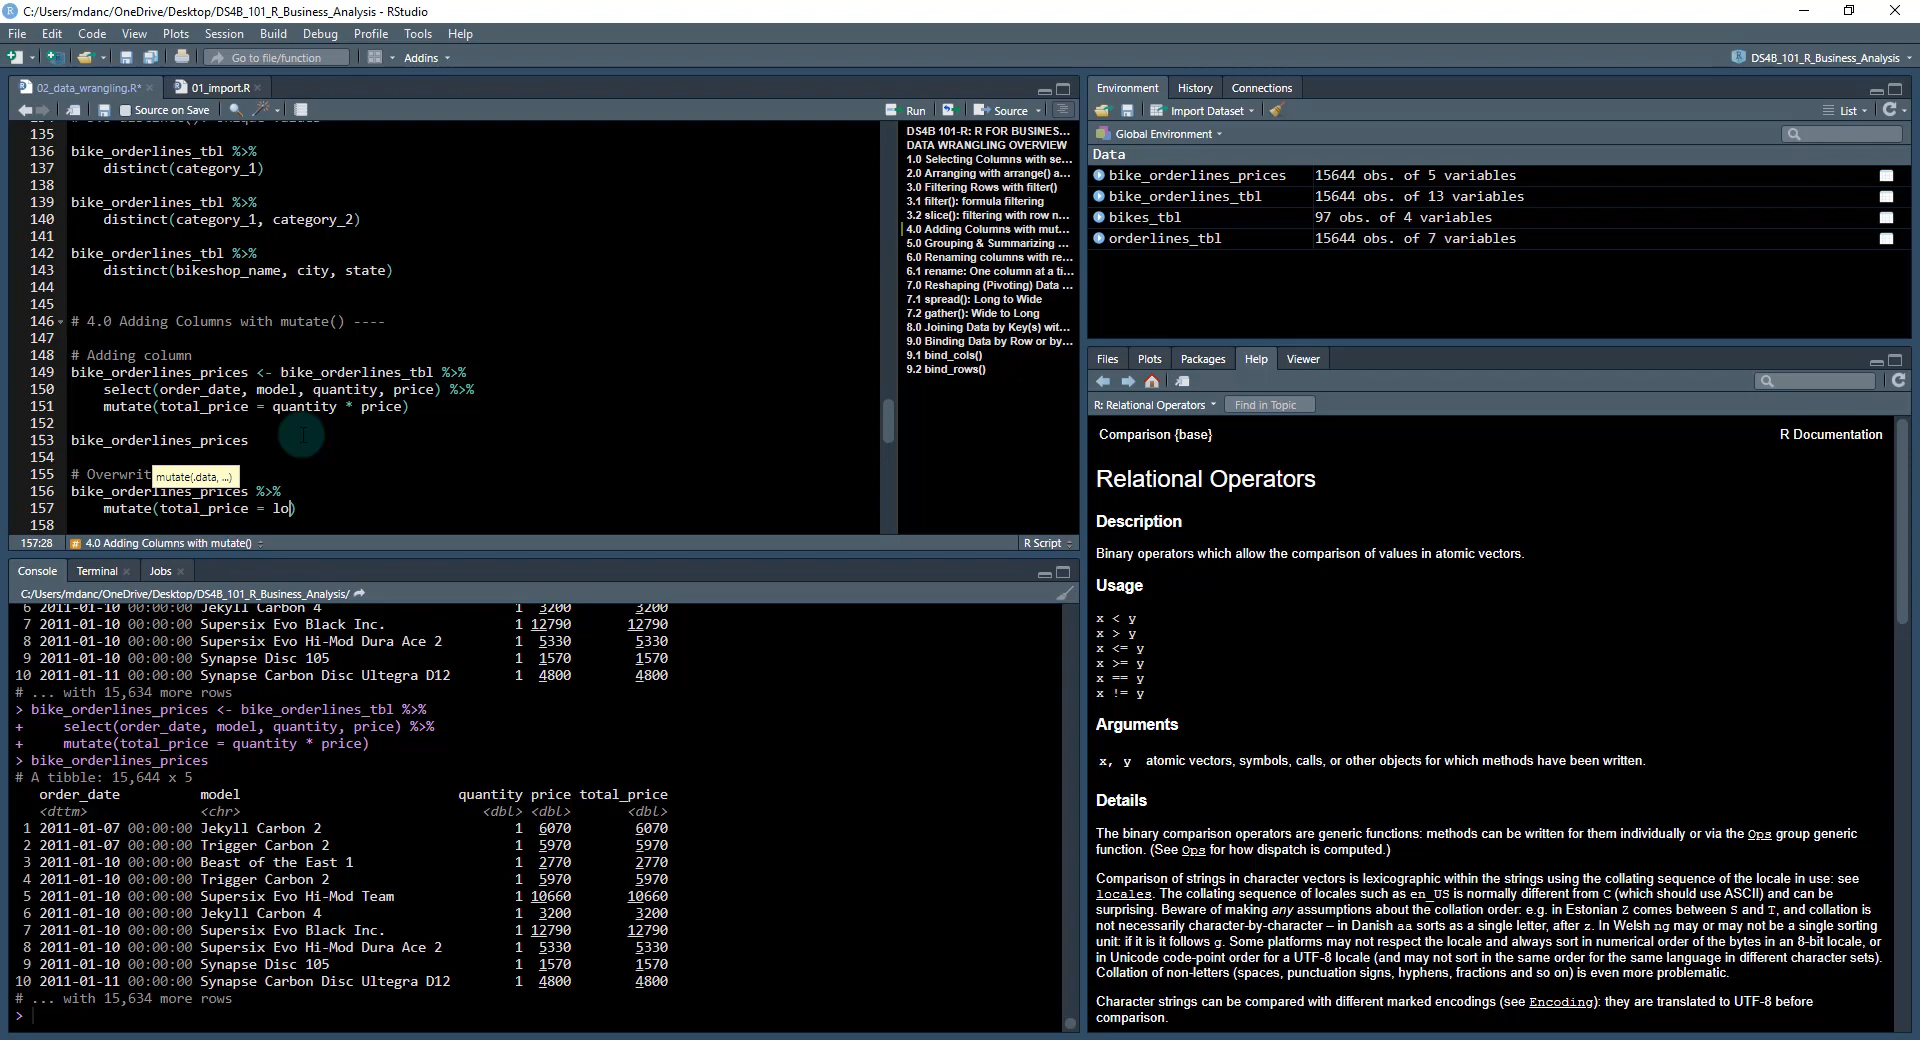 C:/Users/mdanc/OneDrive/Desktop/DS4B_101_R_Business_Analysis - RStudio
File Edit Code View Plots Session Build Debug Profile Tools Help
Go to file/function Addins
DS4B_101_R_Business_Analysis
02_data_wrangling.R* 01_import.R
Source on Save Run Source
135
136 bike_orderlines_tbl %>%
137 distinct(category_1)
138
139 bike_orderlines_tbl %>%
140 distinct(category_1, category_2)
141
142 bike_orderlines_tbl %>%
143 distinct(bikeshop_name, city, state)
144
145
146 # 4.0 Adding Columns with mutate() ----
147
148 # Adding column
149 bike_orderlines_prices <- bike_orderlines_tbl %>%
150 select(order_date, model, quantity, price) %>%
151 mutate(total_price = quantity * price)
152
153 bike_orderlines_prices
154
155 # Overwrit
mutate(.data, ...)
156 bike_orderlines_prices %>%
157 mutate(total_price = lo)
158
157:28 # 4.0 Adding Columns with mutate() R Script
DS4B 101-R: R FOR BUSINES...
DATA WRANGLING OVERVIEW
1.0 Selecting Columns with se...
2.0 Arranging with arrange() a...
3.0 Filtering Rows with filter()
3.1 filter(): formula filtering
3.2 slice(): filtering with row n...
4.0 Adding Columns with mut...
5.0 Grouping & Summarizing ...
6.0 Renaming columns with re...
6.1 rename: One column at a ti...
7.0 Reshaping (Pivoting) Data ...
7.1 spread(): Long to Wide
7.2 gather(): Wide to Long
8.0 Joining Data by Key(s) wit...
9.0 Binding Data by Row or by...
9.1 bind_cols()
9.2 bind_rows()
Console Terminal Jobs
C:/Users/mdanc/OneDrive/Desktop/DS4B_101_R_Business_Analysis/
6 2011-01-10 00:00:00 Jekyll Carbon 4 1 3200 3200
7 2011-01-10 00:00:00 Supersix Evo Black Inc. 1 12790 12790
8 2011-01-10 00:00:00 Supersix Evo Hi-Mod Dura Ace 2 1 5330 5330
9 2011-01-10 00:00:00 Synapse Disc 105 1 1570 1570
10 2011-01-11 00:00:00 Synapse Carbon Disc Ultegra D12 1 4800 4800
# ... with 15,634 more rows
> bike_orderlines_prices <- bike_orderlines_tbl %>%
+ select(order_date, model, quantity, price) %>%
+ mutate(total_price = quantity * price)
> bike_orderlines_prices
# A tibble: 15,644 x 5
order_date model quantity price total_price
<dttm> <chr> <dbl> <dbl> <dbl>
1 2011-01-07 00:00:00 Jekyll Carbon 2 1 6070 6070
2 2011-01-07 00:00:00 Trigger Carbon 2 1 5970 5970
3 2011-01-10 00:00:00 Beast of the East 1 1 2770 2770
4 2011-01-10 00:00:00 Trigger Carbon 2 1 5970 5970
5 2011-01-10 00:00:00 Supersix Evo Hi-Mod Team 1 10660 10660
6 2011-01-10 00:00:00 Jekyll Carbon 4 1 3200 3200
7 2011-01-10 00:00:00 Supersix Evo Black Inc. 1 12790 12790
8 2011-01-10 00:00:00 Supersix Evo Hi-Mod Dura Ace 2 1 5330 5330
9 2011-01-10 00:00:00 Synapse Disc 105 1 1570 1570
10 2011-01-11 00:00:00 Synapse Carbon Disc Ultegra D12 1 4800 4800
# ... with 15,634 more rows
>
Environment History Connections
Import Dataset List
Global Environment
Data
bike_orderlines_prices 15644 obs. of 5 variables
bike_orderlines_tbl 15644 obs. of 13 variables
bikes_tbl 97 obs. of 4 variables
orderlines_tbl 15644 obs. of 7 variables
Files Plots Packages Help Viewer
R: Relational Operators Find in Topic
Comparison {base} R Documentation
Relational Operators
Description
Binary operators which allow the comparison of values in atomic vectors.
Usage
x < y
x > y
x <= y
x >= y
x == y
x != y
Arguments
x, y atomic vectors, symbols, calls, or other objects for which methods have been written.
Details
The binary comparison operators are generic functions: methods can be written for them individually or via the Ops group generic
function. (See Ops for how dispatch is computed.)
Comparison of strings in character vectors is lexicographic within the strings using the collating sequence of the locale in use: see
locales. The collating sequence of locales such as en_US is normally different from C (which should use ASCII) and can be
surprising. Beware of making any assumptions about the collation order: e.g. in Estonian Z comes between S and T, and collation is
not necessarily character-by-character – in Danish aa sorts as a single letter, after z. In Welsh ng may or may not be a single sorting
unit: if it is it follows g. Some platforms may not respect the locale and always sort in numerical order of the bytes in an 8-bit locale, or
in Unicode code-point order for a UTF-8 locale (and may not sort in the same order for the same language in different character sets).
Collation of non-letters (spaces, punctuation signs, hyphens, fractions and so on) is even more problematic.
Character strings can be compared with different marked encodings (see Encoding): they are translated to UTF-8 before
comparison.